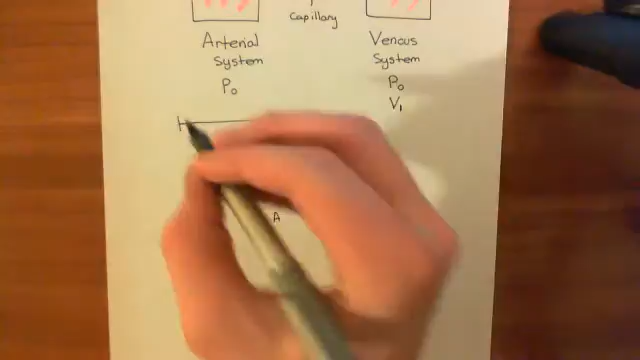 Capillary
Arterial
System
P₀
Venous
System
P₀
V₁
A